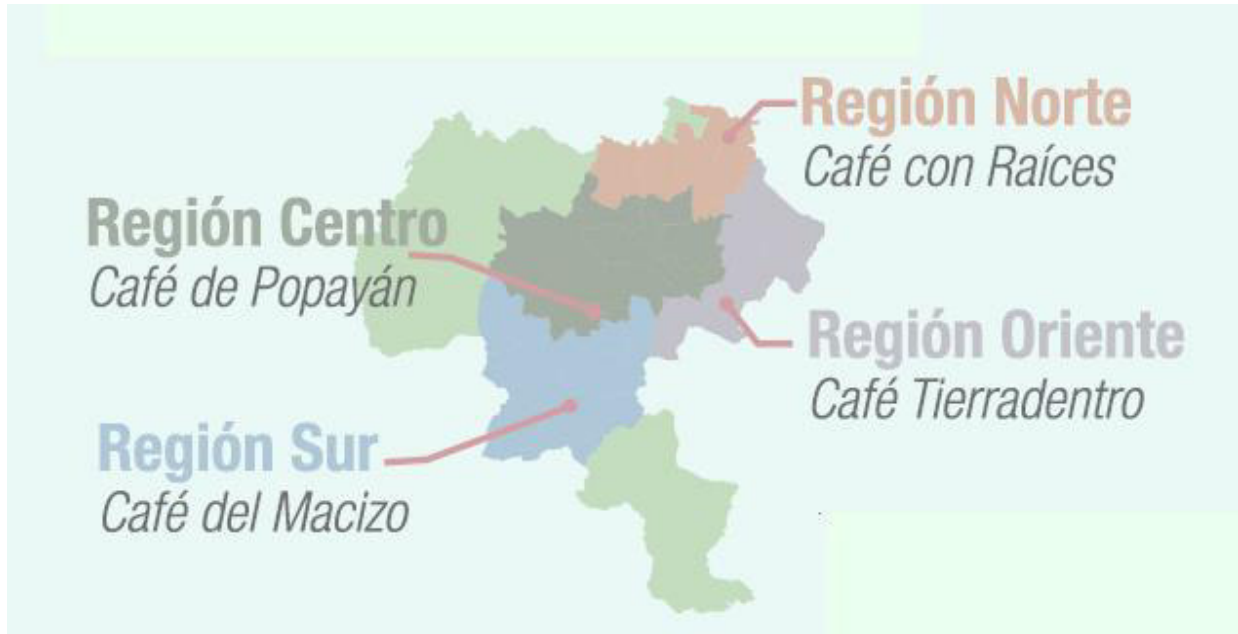 Región Norte
Café con Raíces
Región Centro
Café de Popayán
Región Oriente
Café Tierradentro
Región Sur
Café del Macizo